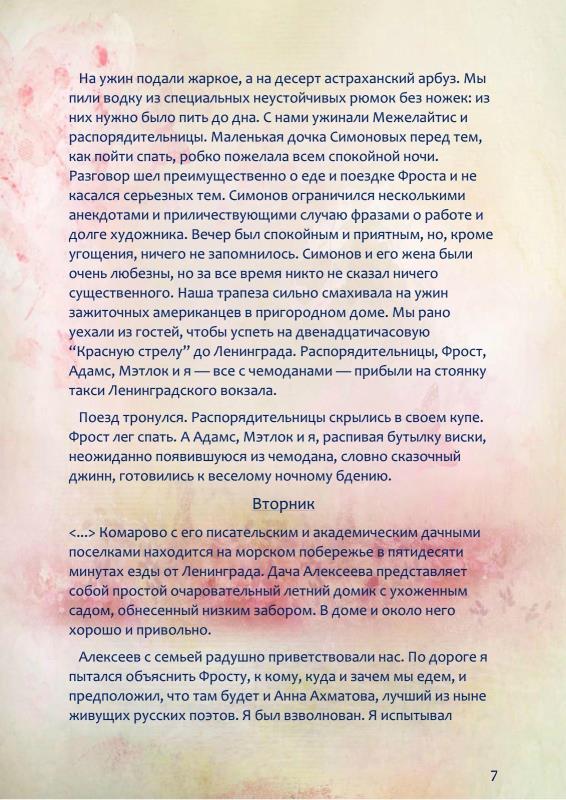 На ужин подали жаркое, а на десерт астраханский арбуз. Мы
пили водку из специальных неустойчивых рюмок без ножек: из
них нужно было пить до дна. С нами ужинали Межелайтис и
распорядительницы. Маленькая дочка Симоновых перед тем,
как пойти спать, робко пожелала всем спокойной ночи.
Разговор шел преимущественно о еде и поездке Фроста и не
касался серьезных тем. Симонов ограничился несколькими
анекдотами и приличествующими случаю фразами о работе и
долге художника. Вечер был спокойным и приятным, но, кроме
угощения, ничего не запомнилось. Симонов и его жена были
очень любезны, но за все время никто не сказал ничего
существенного. Наша трапеза сильно смахивала на ужин
зажиточных американцев в пригородном доме. Мы рано
уехали из гостей, чтобы успеть на двенадцатичасовую
“Красную стрелу” до Ленинграда. Распорядительницы, Фрост,
Адамс, Мэтлок и я — все с чемоданами — прибыли на стоянку
такси Ленинградского вокзала.
Поезд тронулся. Распорядительницы скрылись в своем купе.
Фрост лег спать. А Адамс, Мэтлок и я, распивая бутылку виски,
неожиданно появившуюся из чемодана, словно сказочный
джинн, готовились к веселому ночному бдению.
Вторник
<...> Комарово с его писательским и академическим дачными
поселками находится на морском побережье в пятидесяти
минутах езды от Ленинграда. Дача Алексеева представляет
собой простой очаровательный летний домик с ухоженным
садом, обнесенный низким забором. В доме и около него
хорошо и привольно.
Алексеев с семьей радушно приветствовали нас. По дороге я
пытался объяснить Фросту, к кому, куда и зачем мы едем, и
предположил, что там будет и Анна Ахматова, лучший из ныне
живущих русских поэтов. Я был взволнован. Я испытывал
7